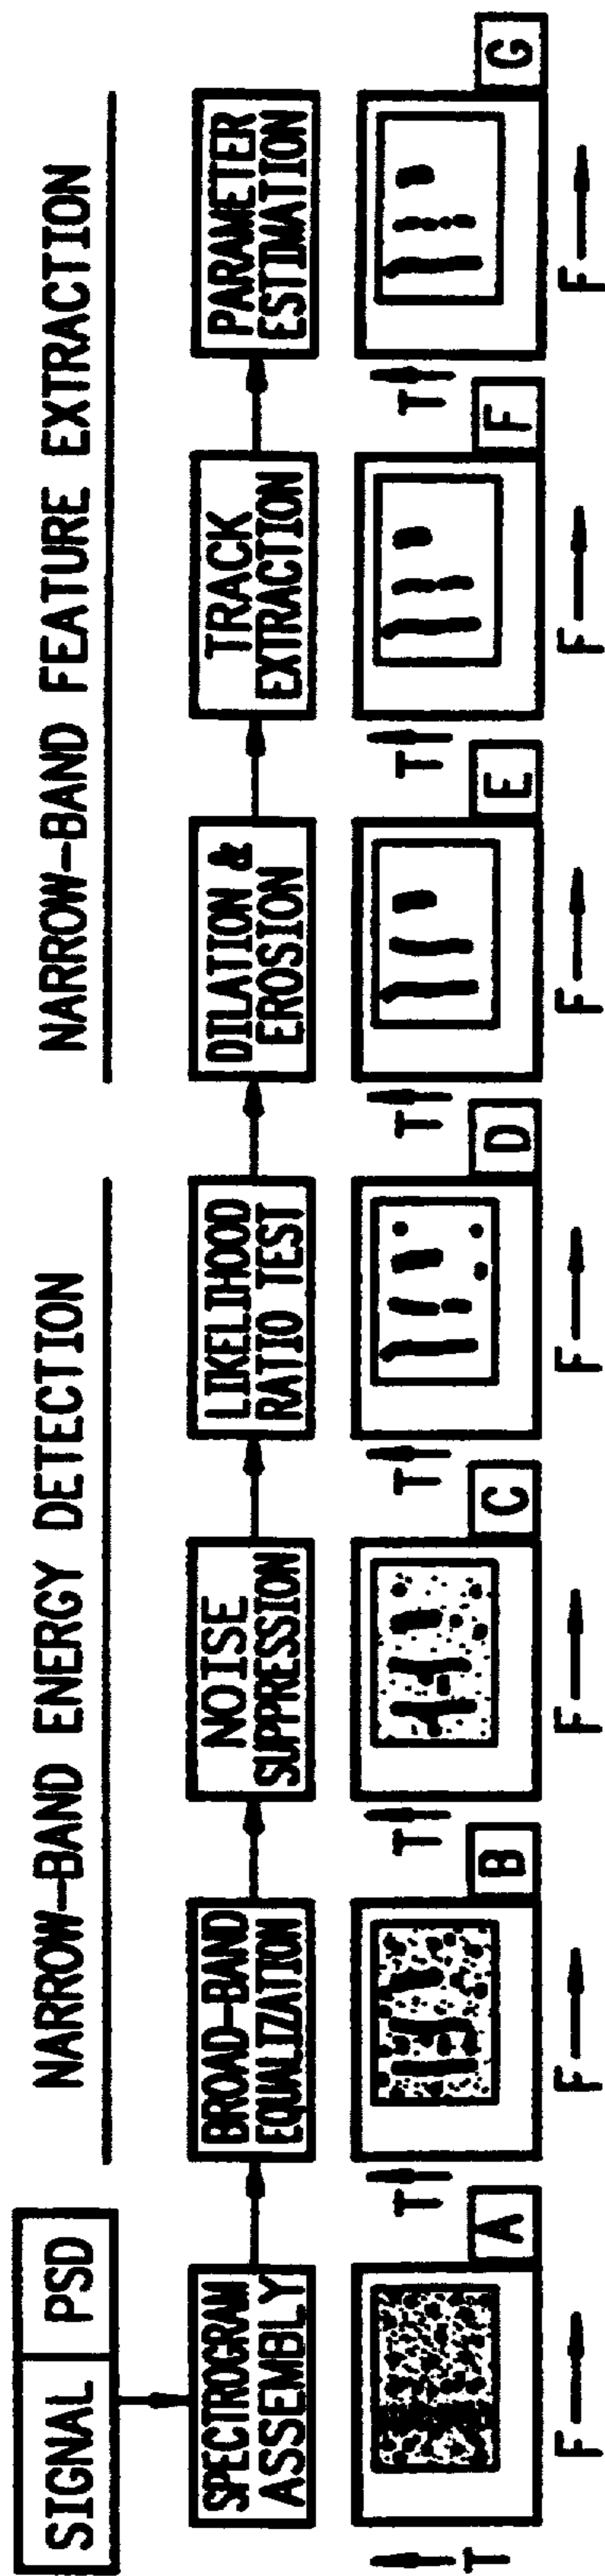 NARROW-BAND ENERGY DETECTION
NARROW-BAND FEATURE EXTRACTION
SIGNAL PSD
SPECTROGRAM
ASSEMBLY
BROAD-BAND
EQUALIZATION
NOISE
SUPPRESSION
LIKELIHOOD
RATIO TEST
DILATION &
EROSION
TRACK
EXTRACTION
PARAMETER
ESTIMATION
T
F
A
T
F
B
T
F
C
T
F
D
T
F
E
T
F
F
T
F
G